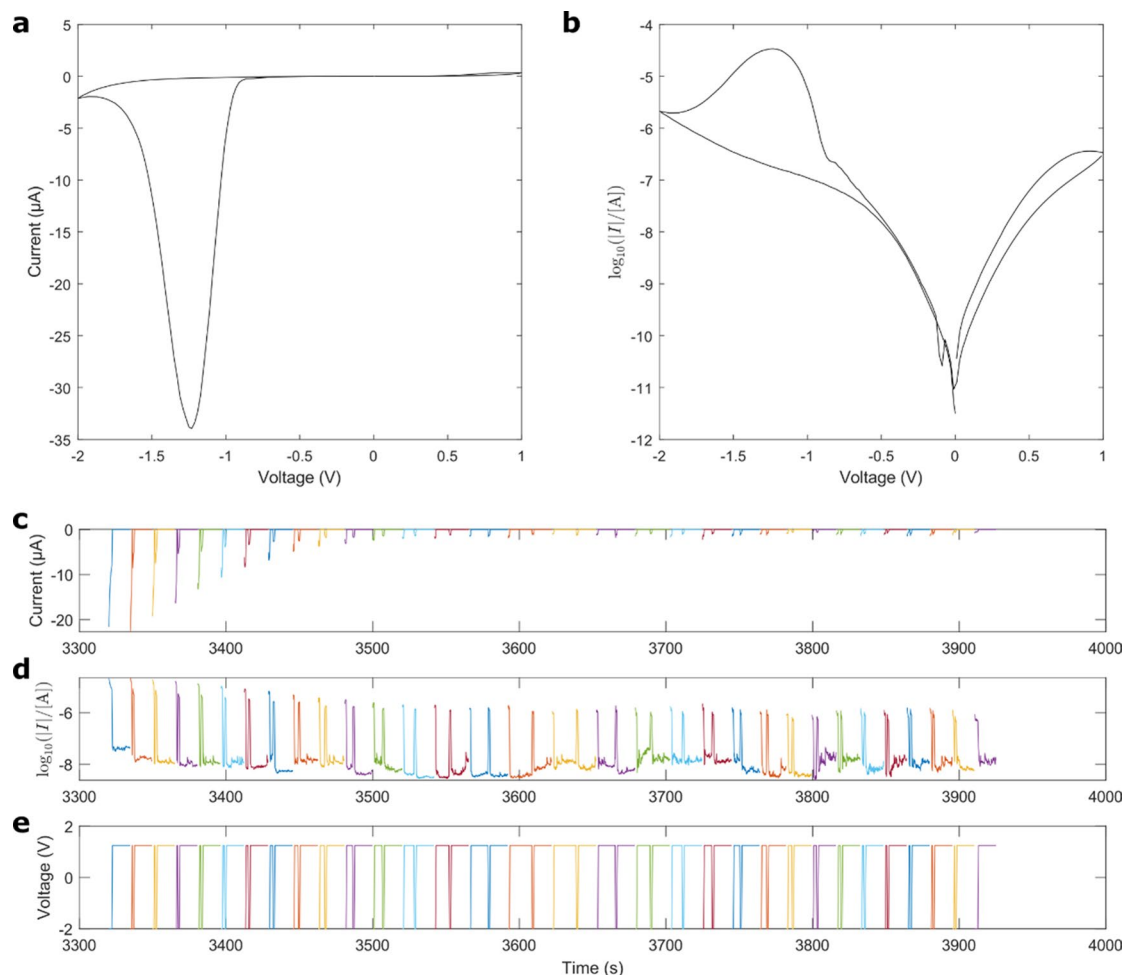 a
b
5
0
-5
-10
-15
-20
-25
-30
-35
Current (µA)
-2 -1.5 -1 -0.5 0 0.5 1
Voltage (V)
-4
-5
-6
-7
-8
-9
-10
-11
-12
log10(|I|/[A])
-2 -1.5 -1 -0.5 0 0.5 1
Voltage (V)
c
0
-10
-20
Current (µA)
3300 3400 3500 3600 3700 3800 3900 4000
d
-6
-8
log10(|I|/[A])
3300 3400 3500 3600 3700 3800 3900 4000
e
2
0
-2
Voltage (V)
3300 3400 3500 3600 3700 3800 3900 4000
Time (s)